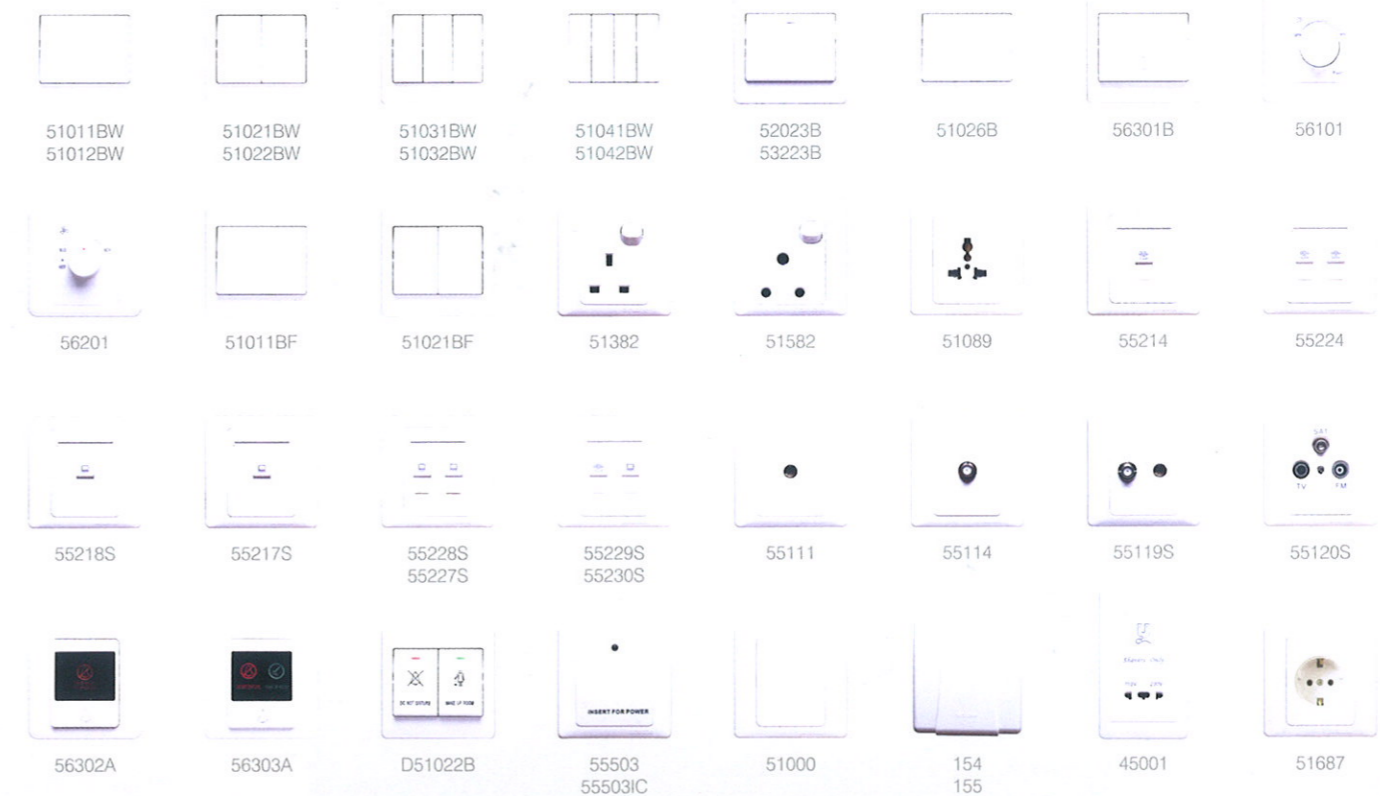 51011BW 51021BW 51031BW 51041BW 52023B 51026B 56301B 56101
51012BW 51022BW 51032BW 51042BW 53223B
56201 51011BF 51021BF 51382 51582 51089 55214 55224
SAT
TV FM
55218S 55217S 55228S 55229S 55111 55114 55119S 55120S
55227S 55230S
DO NOT DISTURB MAKE UP ROOM
INSERT FOR POWER
56302A 56303A D51022B 55503 51000 154 45001 51687
55503IC 155